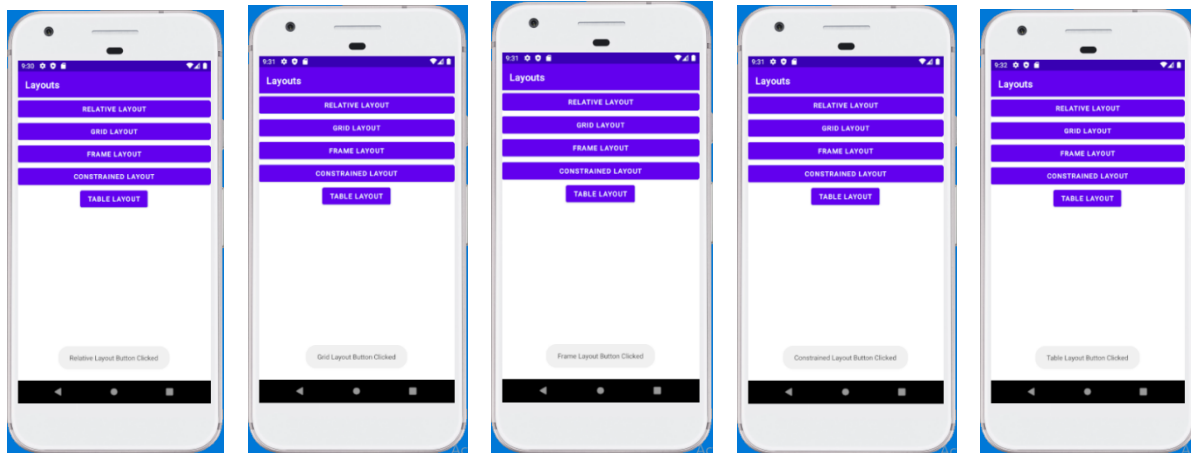 9:30
Layouts
RELATIVE LAYOUT
GRID LAYOUT
FRAME LAYOUT
CONSTRAINED LAYOUT
TABLE LAYOUT
Relative Layout Button Clicked
9:31
Layouts
RELATIVE LAYOUT
GRID LAYOUT
FRAME LAYOUT
CONSTRAINED LAYOUT
TABLE LAYOUT
Grid Layout Button Clicked
9:31
Layouts
RELATIVE LAYOUT
GRID LAYOUT
FRAME LAYOUT
CONSTRAINED LAYOUT
TABLE LAYOUT
Frame Layout Button Clicked
9:31
Layouts
RELATIVE LAYOUT
GRID LAYOUT
FRAME LAYOUT
CONSTRAINED LAYOUT
TABLE LAYOUT
Constrained Layout Button Clicked
9:32
Layouts
RELATIVE LAYOUT
GRID LAYOUT
FRAME LAYOUT
CONSTRAINED LAYOUT
TABLE LAYOUT
Table Layout Button Clicked